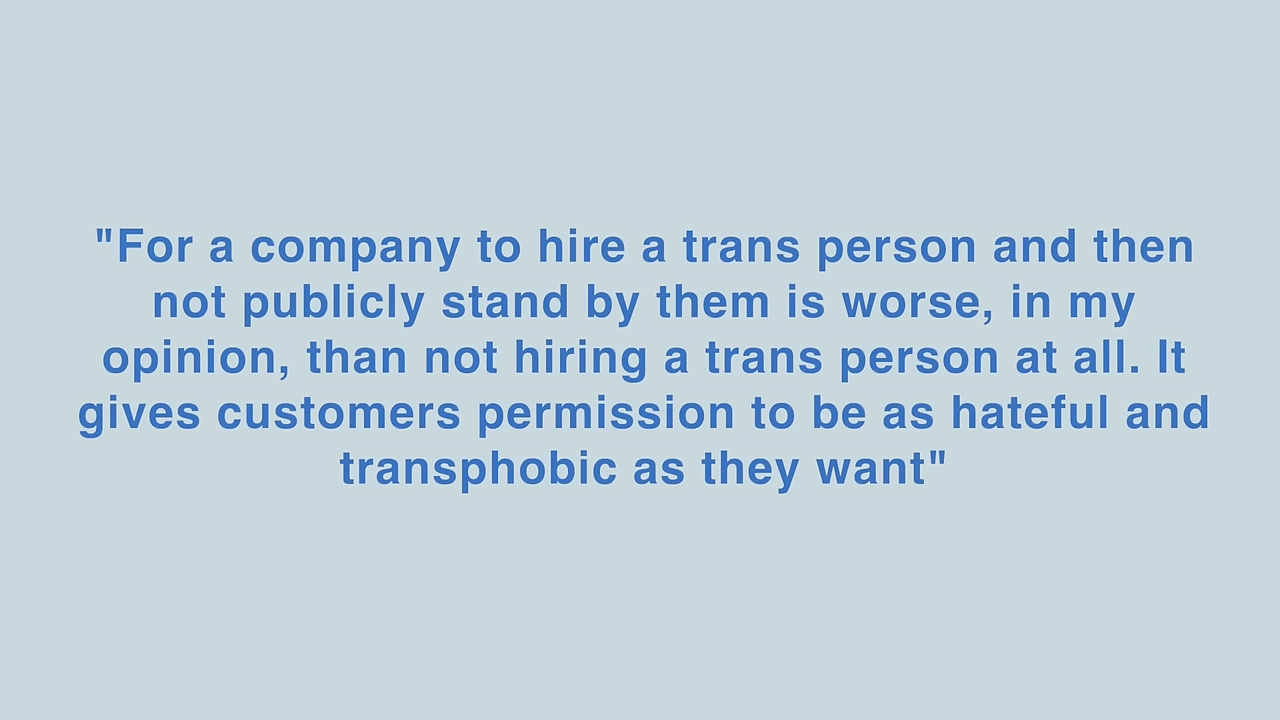 "For a company to hire a trans person and then
not publicly stand by them is worse, in my
opinion, than not hiring a trans person at all. It
gives customers permission to be as hateful and
transphobic as they want"